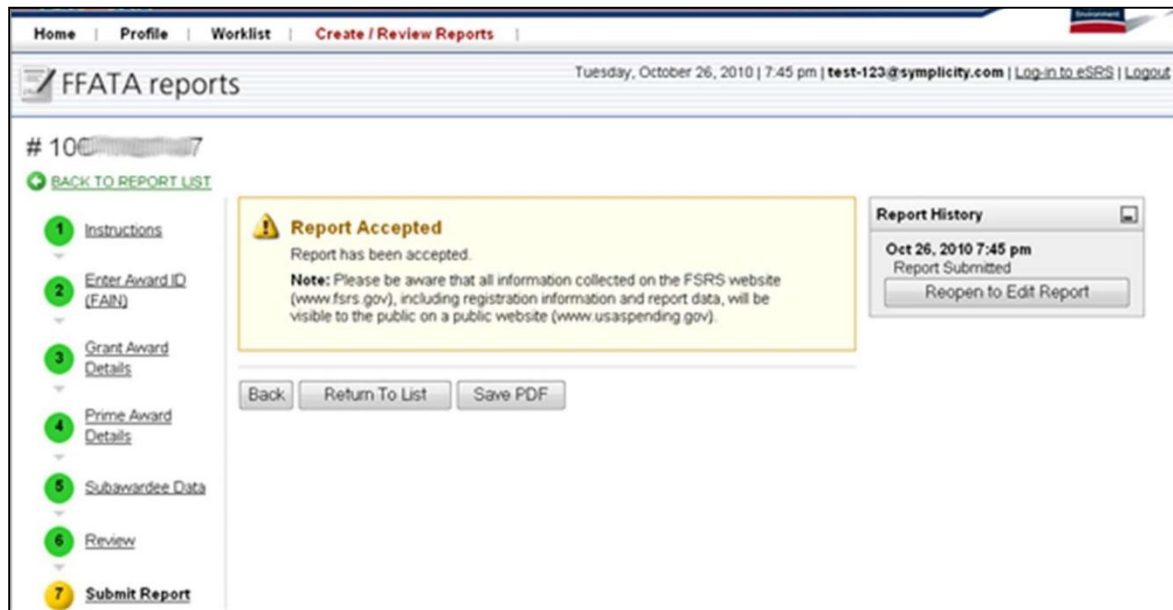 Environment
Home | Profile | Worklist | Create / Review Reports |
FFATA reports
Tuesday, October 26, 2010 | 7:45 pm | test-123@symplicity.com | Log-in to eSRS | Logout
# 10 7
BACK TO REPORT LIST
1 Instructions
2 Enter Award ID
(FAIN)
3 Grant Award
Details
4 Prime Award
Details
5 Subawardee Data
6 Review
7 Submit Report
Report Accepted
Report has been accepted.
Note: Please be aware that all information collected on the FSRS website
(www.fsrs.gov), including registration information and report data, will be
visible to the public on a public website (www.usaspending.gov).
Back Return To List Save PDF
Report History
Oct 26, 2010 7:45 pm
Report Submitted
Reopen to Edit Report